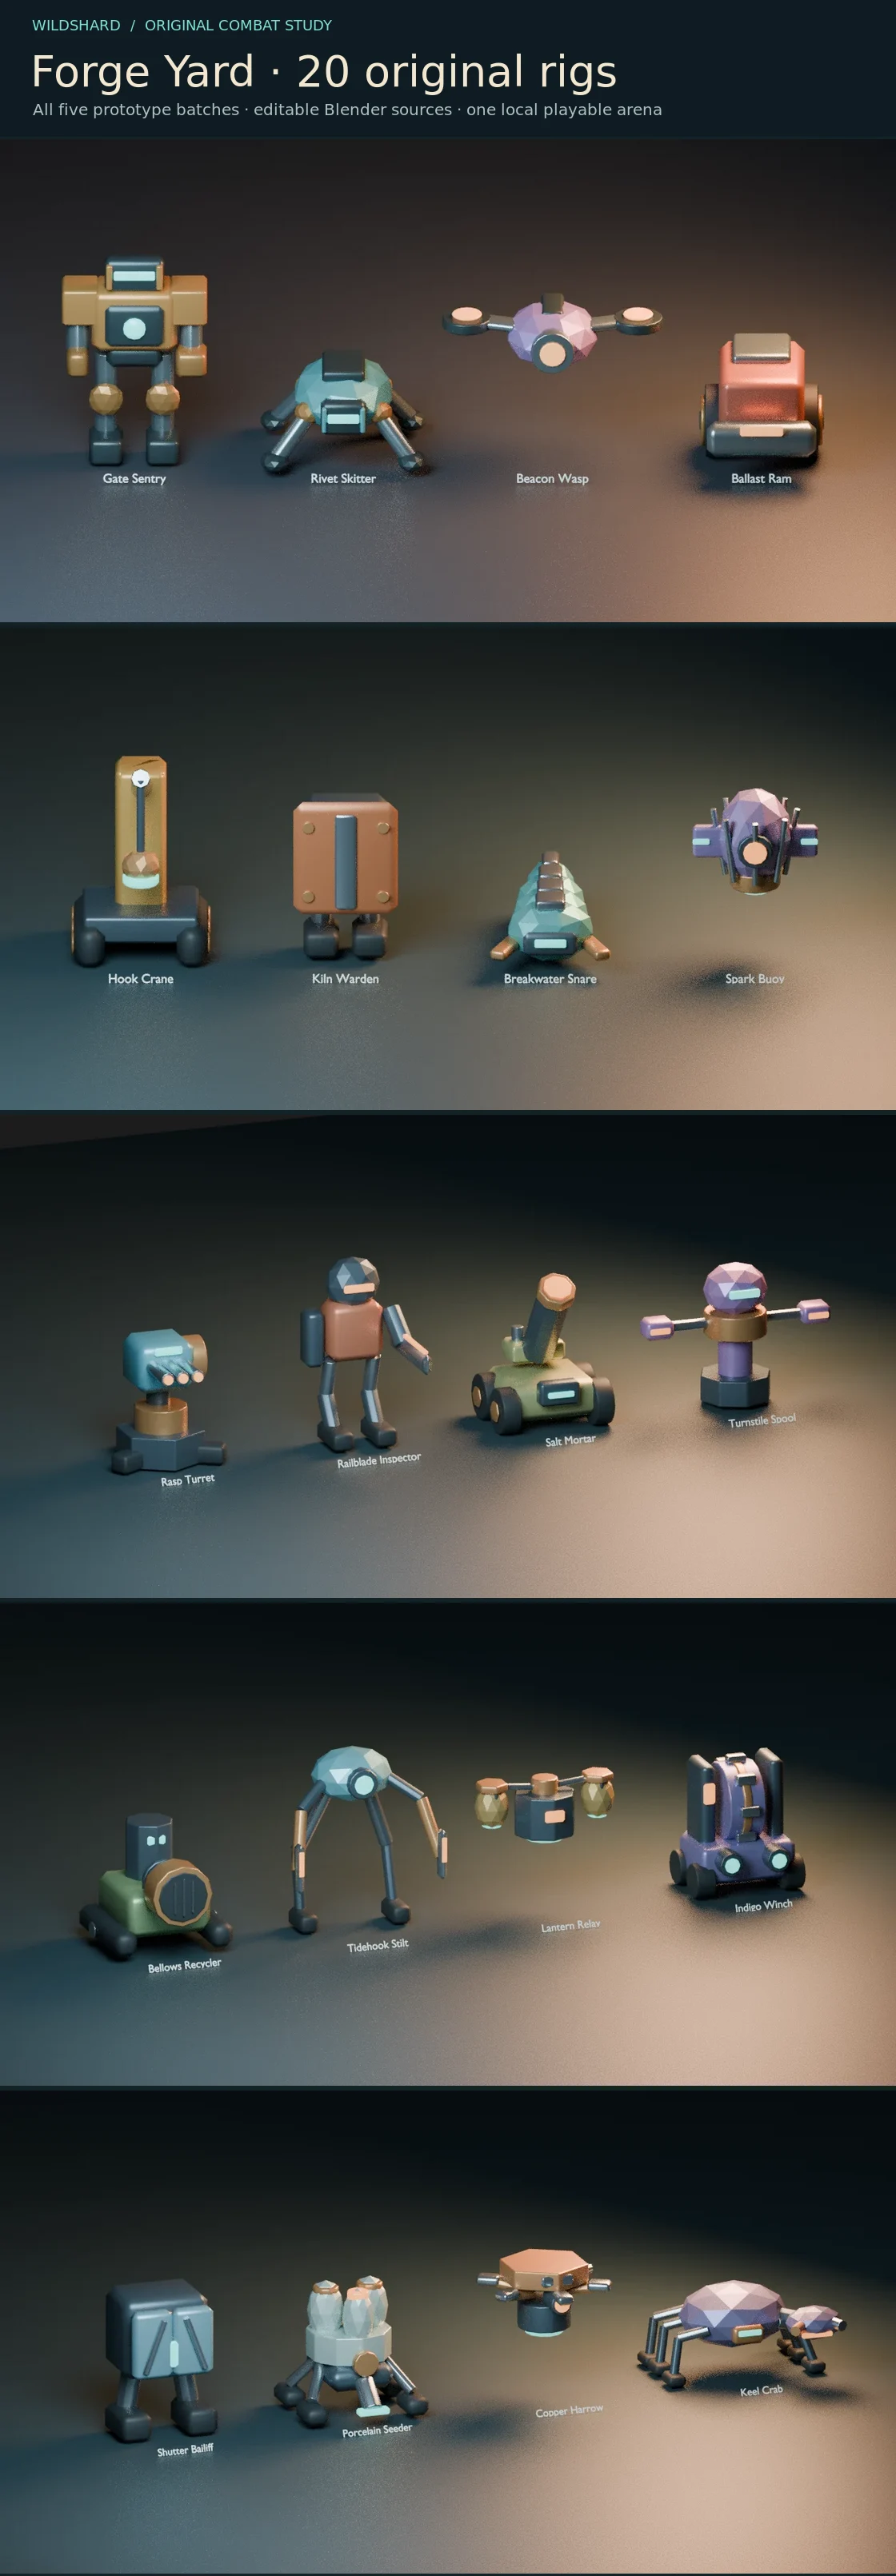 WILDSHARD / ORIGINAL COMBAT STUDY
Forge Yard · 20 original rigs
All five prototype batches · editable Blender sources · one local playable arena
Gate Sentry
Rivet Skitter
Beacon Wasp
Ballast Ram
Hook Crane
Kiln Warden
Breakwater Snare
Spark Buoy
Rasp Turret
Railblade Inspector
Salt Mortar
Turnstile Spool
Bellows Recycler
Tidehook Stilt
Lantern Relay
Indigo Winch
Shutter Bailiff
Porcelain Seeder
Copper Harrow
Keel Crab